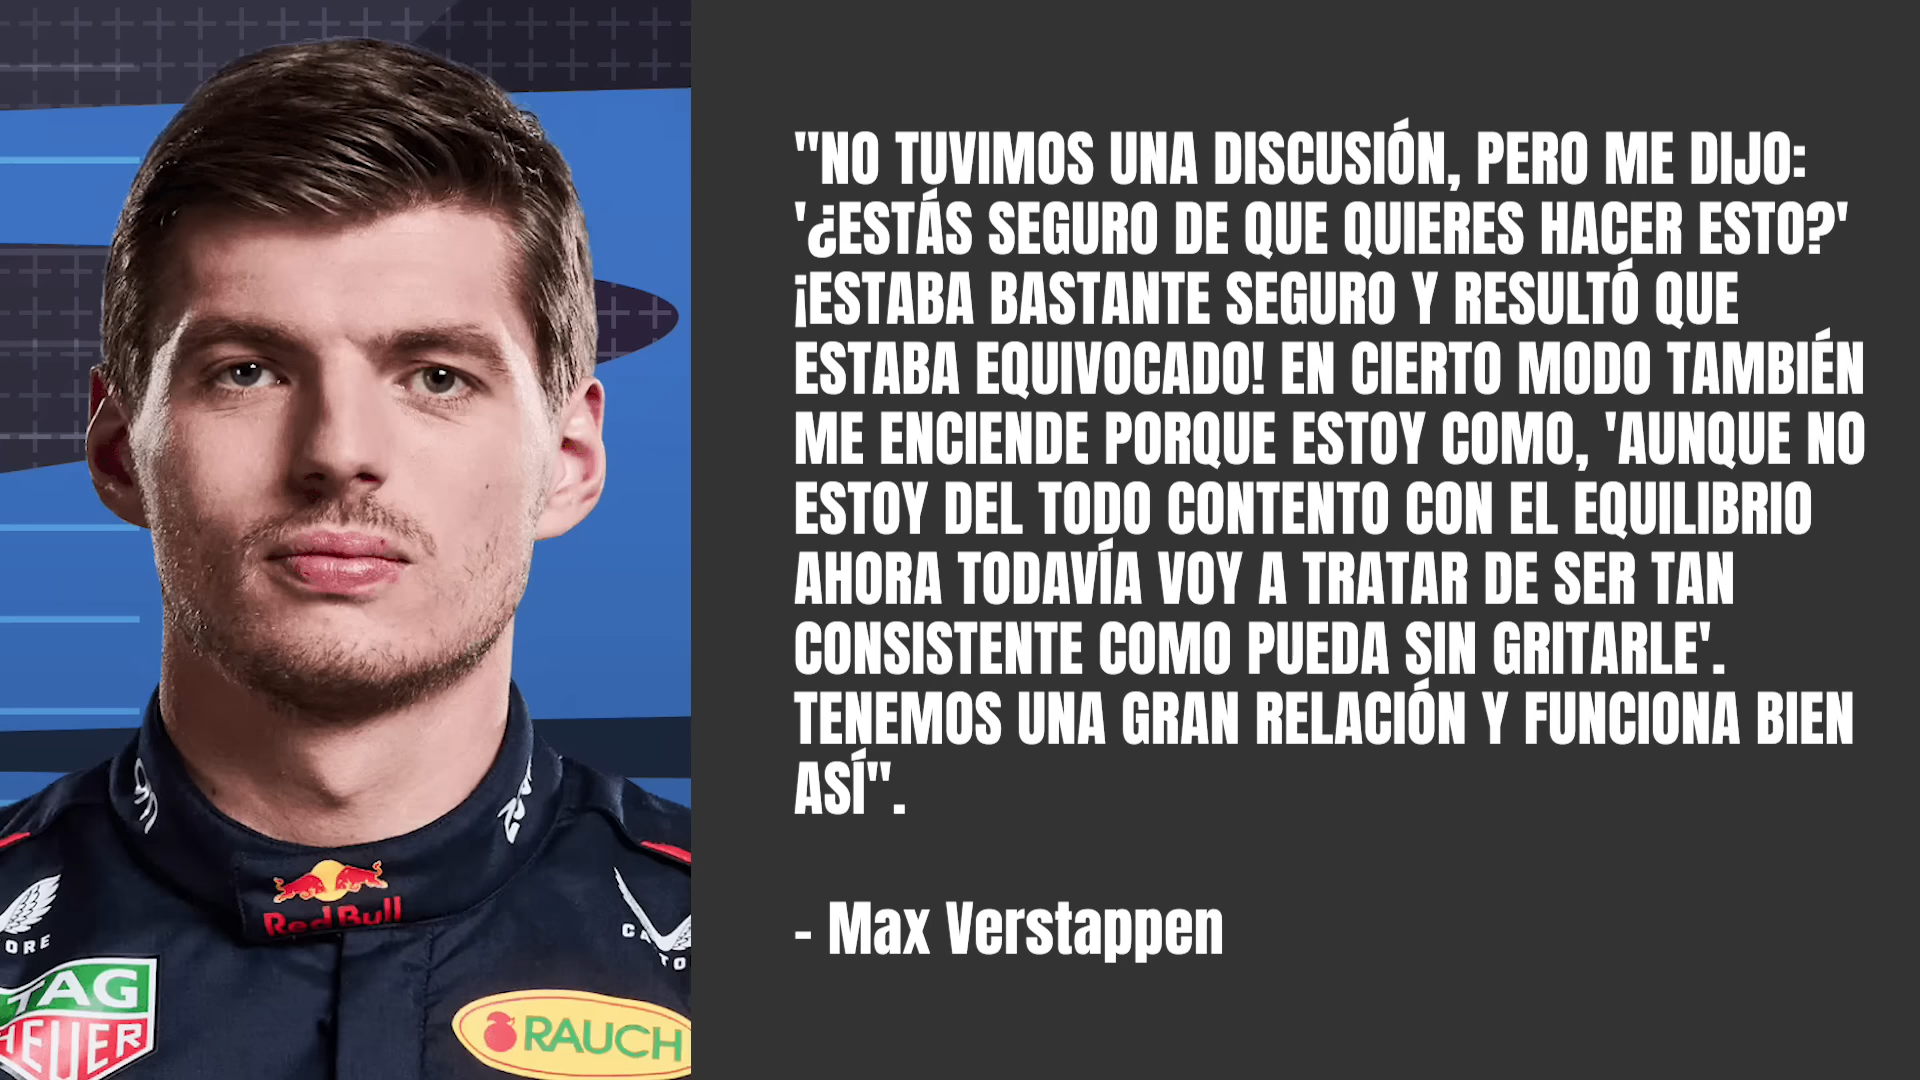 "NO TUVIMOS UNA DISCUSIÓN, PERO ME DIJO:
'¿ESTÁS SEGURO DE QUE QUIERES HACER ESTO?'
¡ESTABA BASTANTE SEGURO Y RESULTÓ QUE
ESTABA EQUIVOCADO! EN CIERTO MODO TAMBIÉN
ME ENCIENDE PORQUE ESTOY COMO, 'AUNQUE NO
ESTOY DEL TODO CONTENTO CON EL EQUILIBRIO
AHORA TODAVÍA VOY A TRATAR DE SER TAN
CONSISTENTE COMO PUEDA SIN GRITARLE'.
TENEMOS UNA GRAN RELACIÓN Y FUNCIONA BIEN
ASÍ".
- Max Verstappen
Red Bull
ORE
TAG
HEUER
RAUCH